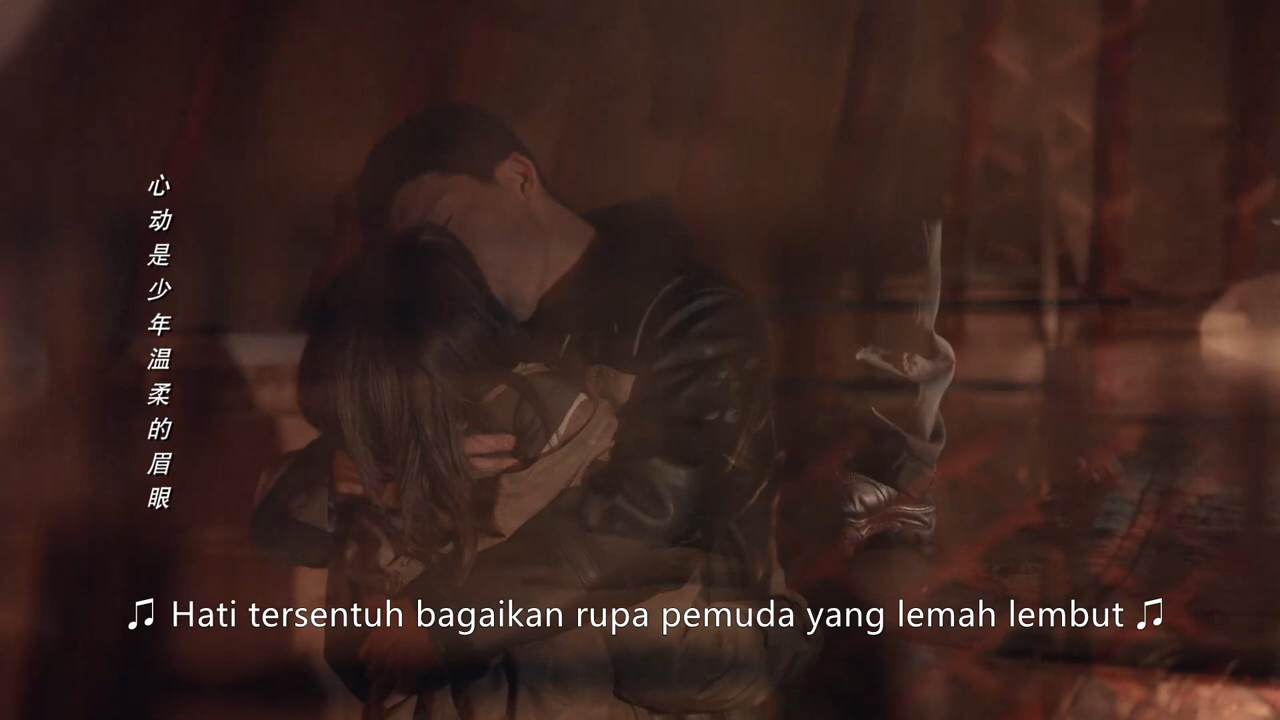 心动是少年温柔的眉眼
♫ Hati tersentuh bagaikan rupa pemuda yang lemah lembut ♫